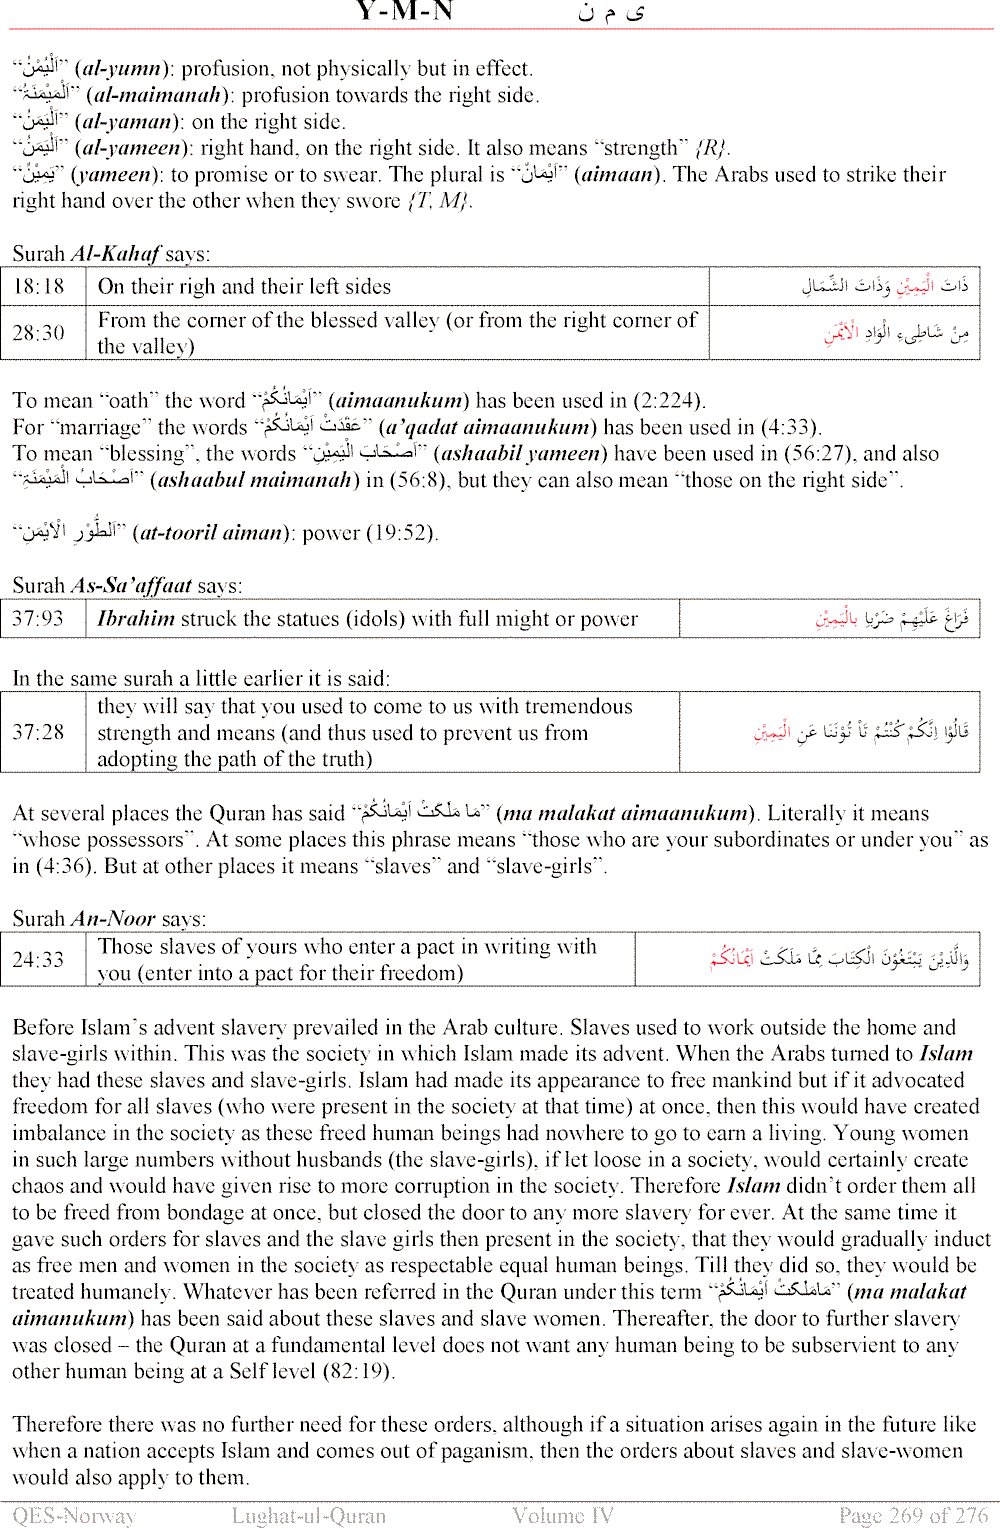 Y-M-N ی م ن
“اَلْيُمْنُ” (al-yumn): profusion, not physically but in effect.
“اَلْمَيْمَنَۃُ” (al-maimanah): profusion towards the right side.
“اَلْيَمَنُ” (al-yaman): on the right side.
“اَلْيَمَنُ” (al-yameen): right hand, on the right side. It also means “strength” {R}.
“يَمِيْنٌ” (yameen): to promise or to swear. The plural is “اَيْمَانٌ” (aimaan). The Arabs used to strike their
right hand over the other when they swore {T, M}.
Surah Al-Kahaf says:
18:18 On their righ and their left sides ذَاتَ الْيَمِيْنِ وَذَاتَ الشِّمَالِ
28:30 From the corner of the blessed valley (or from the right corner of
the valley) مِنْ شَاطِیءِ الْوَادِ الْاَيْمَنِ
To mean “oath” the word “اَيْمَانُكُمْ” (aimaanukum) has been used in (2:224).
For “marriage” the words “عَقَدَتْ اَيْمَانُكُمْ” (a’qadat aimaanukum) has been used in (4:33).
To mean “blessing”, the words “اَصْحَابَ الْيَمِيْنِ” (ashaabil yameen) have been used in (56:27), and also
“اَصْحَابُ الْمَيْمَنَۃِ” (ashaabul maimanah) in (56:8), but they can also mean “those on the right side”.
“اَلطُّوْرِ الْاَيْمَنِ” (at-tooril aiman): power (19:52).
Surah As-Sa’affaat says:
37:93 Ibrahim struck the statues (idols) with full might or power فَرَاغَ عَلَيْهِمْ ضَرْبا بالْيَمِيْنِ
In the same surah a little earlier it is said:
37:28 they will say that you used to come to us with tremendous
strength and means (and thus used to prevent us from
adopting the path of the truth) قَالُوْا اِنَّكُمْ كُنْتُمْ تَاْ تُوْنَنَا عَنِ الْيَمِيْنِ
At several places the Quran has said “مَا مَلَكَتْ اَيْمَانُكُمْ” (ma malakat aimaanukum). Literally it means
“whose possessors”. At some places this phrase means “those who are your subordinates or under you” as
in (4:36). But at other places it means “slaves” and “slave-girls”.
Surah An-Noor says:
24:33 Those slaves of yours who enter a pact in writing with
you (enter into a pact for their freedom) وَالَّذِيْنَ يَبْتَغُوْنَ الْكِتَابَ مِمَّا مَلَكَتْ اَيْمَانُكُمْ
Before Islam’s advent slavery prevailed in the Arab culture. Slaves used to work outside the home and
slave-girls within. This was the society in which Islam made its advent. When the Arabs turned to Islam
they had these slaves and slave-girls. Islam had made its appearance to free mankind but if it advocated
freedom for all slaves (who were present in the society at that time) at once, then this would have created
imbalance in the society as these freed human beings had nowhere to go to earn a living. Young women
in such large numbers without husbands (the slave-girls), if let loose in a society, would certainly create
chaos and would have given rise to more corruption in the society. Therefore Islam didn’t order them all
to be freed from bondage at once, but closed the door to any more slavery for ever. At the same time it
gave such orders for slaves and the slave girls then present in the society, that they would gradually induct
as free men and women in the society as respectable equal human beings. Till they did so, they would be
treated humanely. Whatever has been referred in the Quran under this term “مَامَلَكَتْ اَيْمَانُكُمْ” (ma malakat
aimanukum) has been said about these slaves and slave women. Thereafter, the door to further slavery
was closed – the Quran at a fundamental level does not want any human being to be subservient to any
other human being at a Self level (82:19).
Therefore there was no further need for these orders, although if a situation arises again in the future like
when a nation accepts Islam and comes out of paganism, then the orders about slaves and slave-women
would also apply to them.
QES-Norway Lughat-ul-Quran Volume IV Page 269 of 276